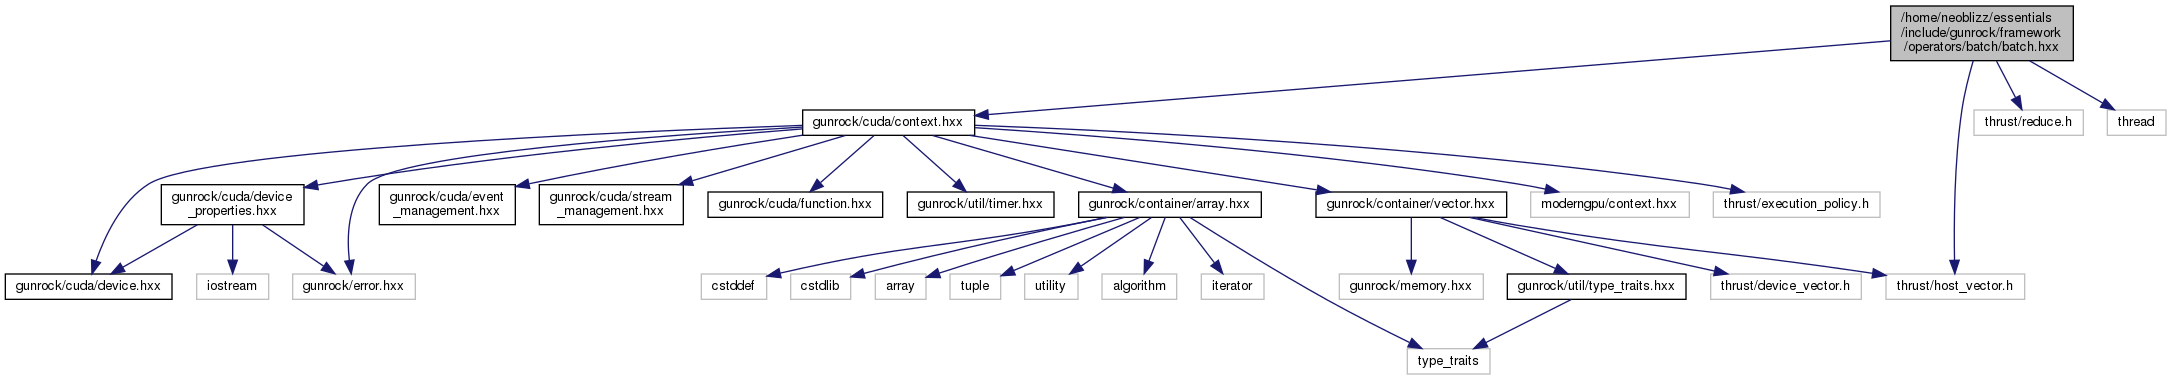 /home/neoblizz/essentials
/include/gunrock/framework
/operators/batch/batch.hxx
gunrock/cuda/context.hxx
thrust/reduce.h
thread
gunrock/cuda/device
_properties.hxx
gunrock/cuda/event
_management.hxx
gunrock/cuda/stream
_management.hxx
gunrock/cuda/function.hxx
gunrock/util/timer.hxx
gunrock/container/array.hxx
gunrock/container/vector.hxx
moderngpu/context.hxx
thrust/execution_policy.h
gunrock/cuda/device.hxx
iostream
gunrock/error.hxx
cstddef
cstdlib
array
tuple
utility
algorithm
iterator
gunrock/memory.hxx
gunrock/util/type_traits.hxx
thrust/device_vector.h
thrust/host_vector.h
type_traits